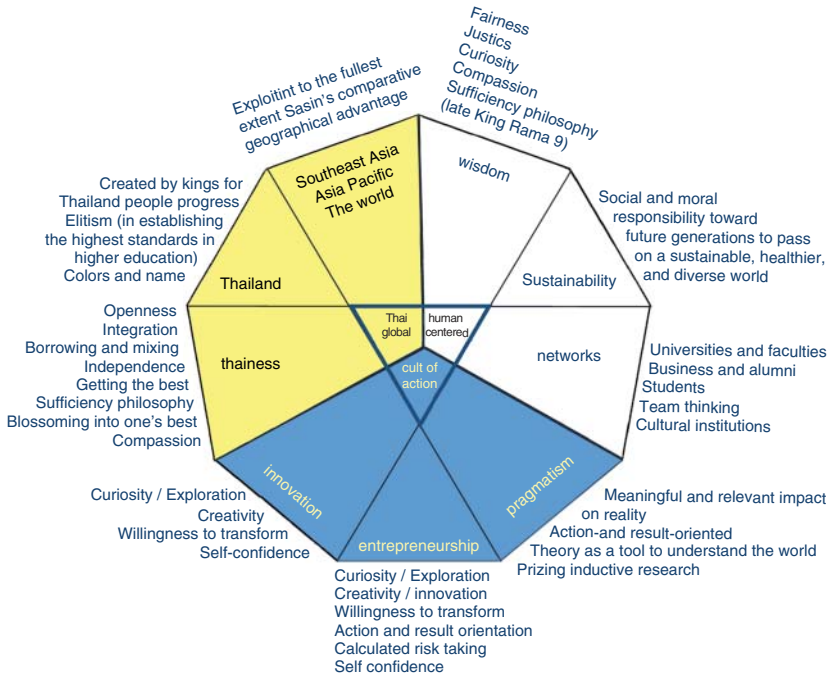 Fairness
Justics
Curiosity
Compassion
Sufficiency philosophy
(late King Rama 9)
Exploitint to the fullest
extent Sasin's comparative
geographical advantage
Southeast Asia
Asia Pacific
The world
wisdom
Created by kings for
Thailand people progress
Elitism (in establishing
the highest standards in
higher education)
Colors and name
Thailand
Sustainability
Social and moral
responsibility toward
future generations to pass
on a sustainable, healthier,
and diverse world
Openness
Integration
Borrowing and mixing
Independence
Getting the best
Sufficiency philosophy
Blossoming into one's best
Compassion
thainess
Thai
global
human
centered
cult of
action
networks
Universities and faculties
Business and alumni
Students
Team thinking
Cultural institutions
innovation
entrepreneurship
pragmatism
Curiosity / Exploration
Creativity
Willingness to transform
Self-confidence
Curiosity / Exploration
Creativity / innovation
Willingness to transform
Action and result orientation
Calculated risk taking
Self confidence
Meaningful and relevant impact
on reality
Action-and result-oriented
Theory as a tool to understand the world
Prizing inductive research